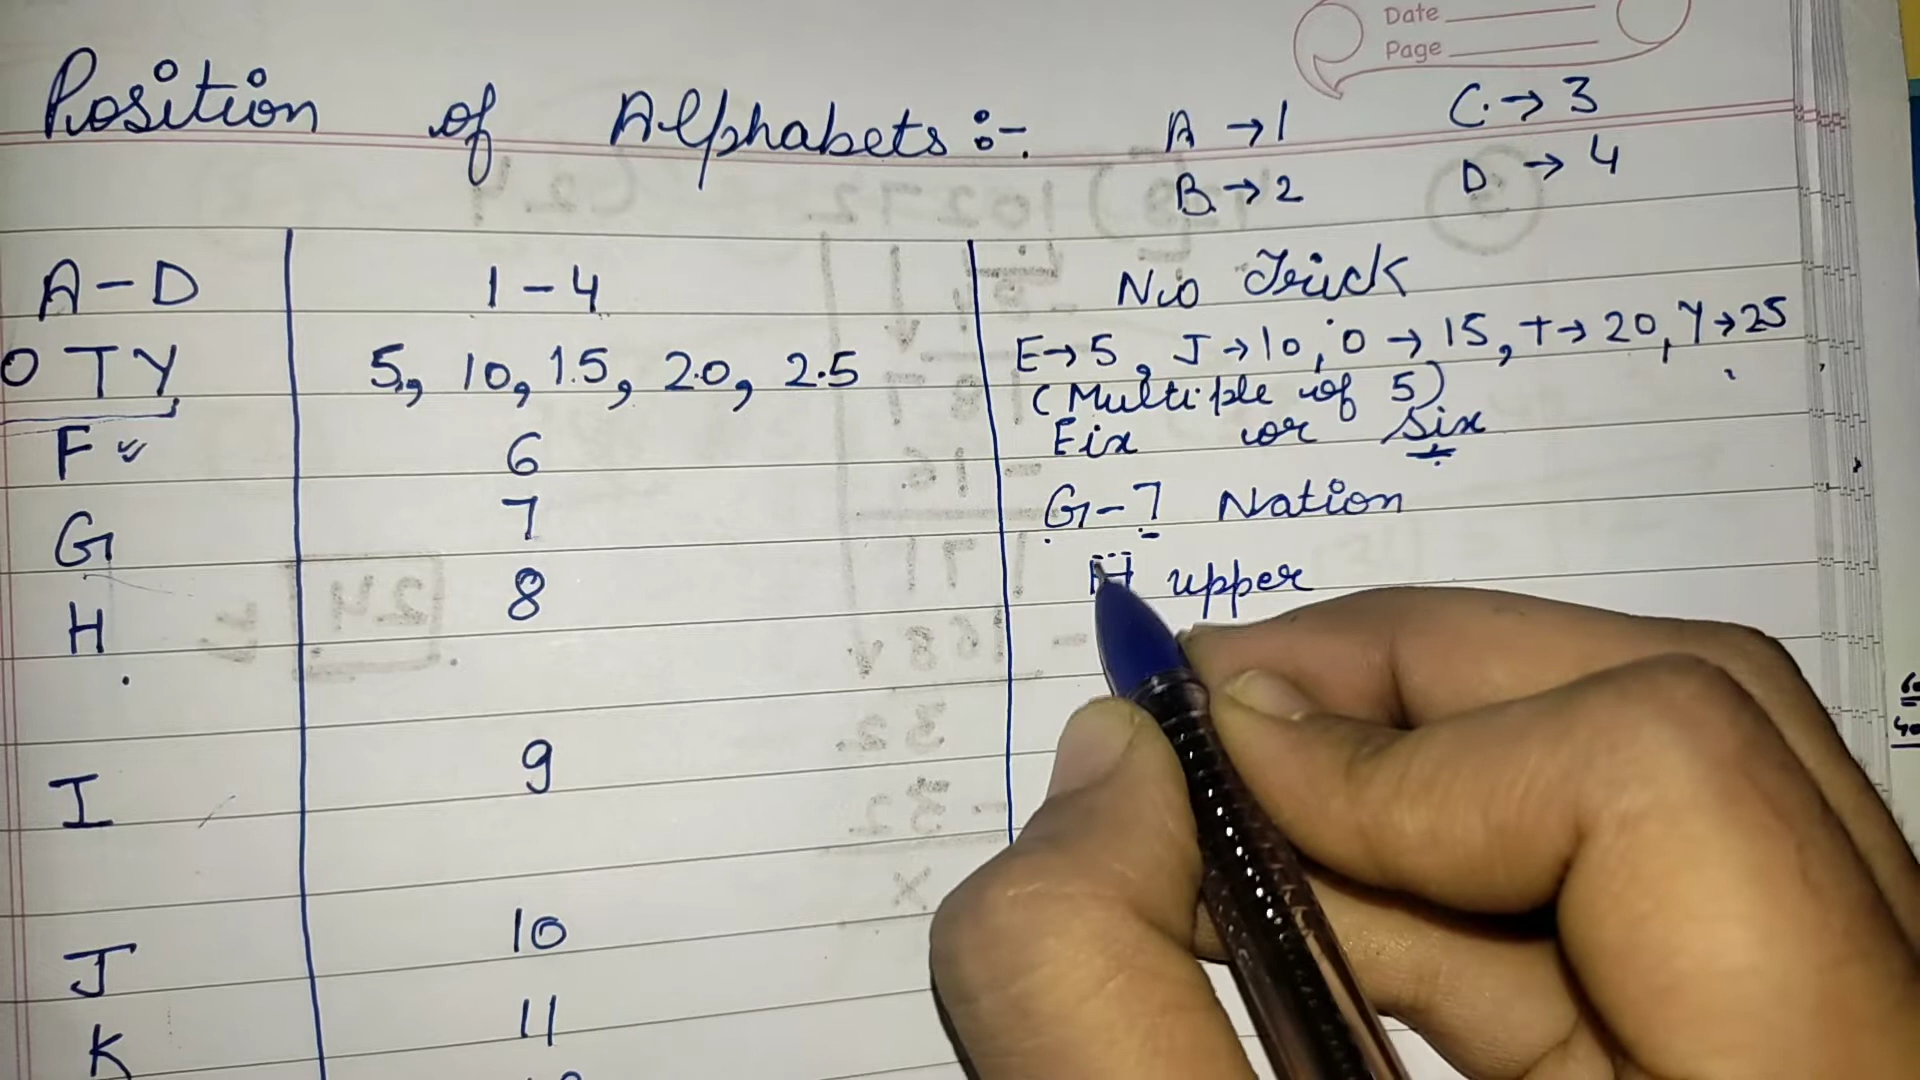 Date
Page
Position of Alphabets :-
A → 1
C → 3
B → 2
D → 4
A - D 1 - 4 No Trick
OTY 5, 10, 15, 20, 25 E → 5, J → 10, O → 15, T → 20, Y → 25
(Multiple of 5)
F 6 Fix or Six
G 7 G - 7 Nation
H 8 H upper
I 9
J 10
K 11